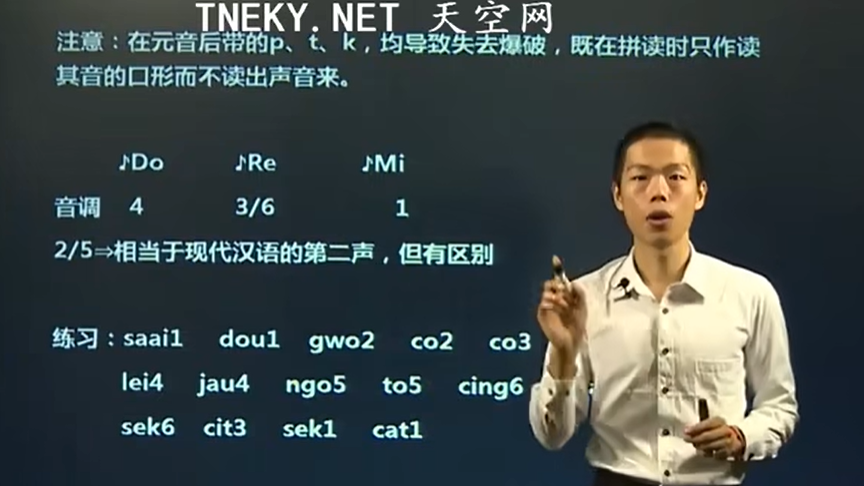 TNEKY.NET 天空网
注意：在元音后带的p、t、k，均导致失去爆破，既在拼读时只作读
其音的口形而不读出声音来。
♪Do ♪Re ♪Mi
音调 4 3/6 1
2/5⇒相当于现代汉语的第二声，但有区别
练习：saai1 dou1 gwo2 co2 co3
lei4 jau4 ngo5 to5 cing6
sek6 cit3 sek1 cat1